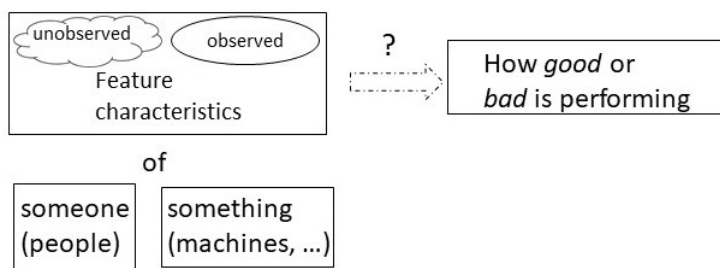 unobserved
observed
Feature
characteristics
?
How good or
bad is performing
of
someone
(people)
something
(machines, ...)